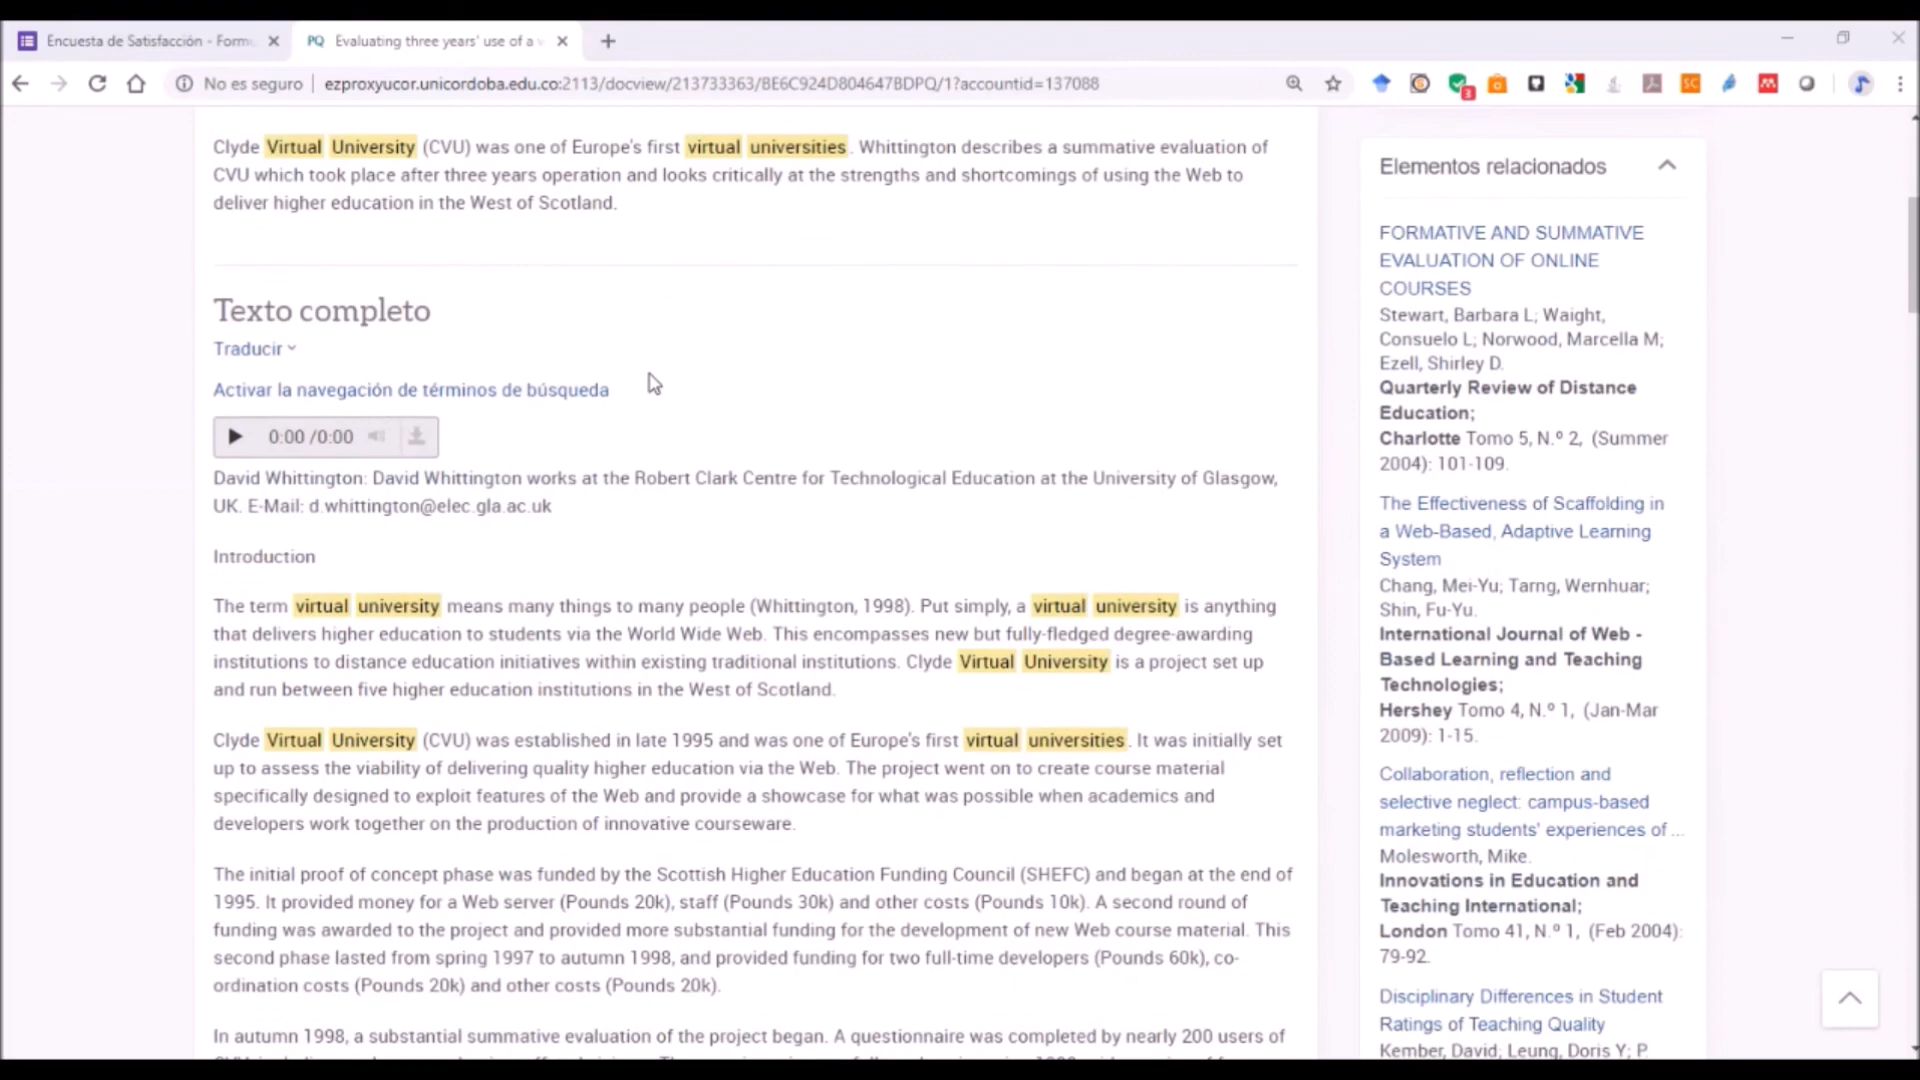 Encuesta de Satisfacción - Formu
PQ Evaluating three years' use of a v
No es seguro ezproxyucor.unicordoba.edu.co:2113/docview/213733363/BE6C924D804647BDPQ/1?accountid=137088
3
SC
Clyde Virtual University (CVU) was one of Europe's first virtual universities. Whittington describes a summative evaluation of
CVU which took place after three years operation and looks critically at the strengths and shortcomings of using the Web to
deliver higher education in the West of Scotland.
Texto completo
Traducir
Activar la navegación de términos de búsqueda
0:00 /0:00
David Whittington: David Whittington works at the Robert Clark Centre for Technological Education at the University of Glasgow,
UK. E-Mail: d.whittington@elec.gla.ac.uk
Introduction
The term virtual university means many things to many people (Whittington, 1998). Put simply, a virtual university is anything
that delivers higher education to students via the World Wide Web. This encompasses new but fully-fledged degree-awarding
institutions to distance education initiatives within existing traditional institutions. Clyde Virtual University is a project set up
and run between five higher education institutions in the West of Scotland.
Clyde Virtual University (CVU) was established in late 1995 and was one of Europe's first virtual universities. It was initially set
up to assess the viability of delivering quality higher education via the Web. The project went on to create course material
specifically designed to exploit features of the Web and provide a showcase for what was possible when academics and
developers work together on the production of innovative courseware.
The initial proof of concept phase was funded by the Scottish Higher Education Funding Council (SHEFC) and began at the end of
1995. It provided money for a Web server (Pounds 20k), staff (Pounds 30k) and other costs (Pounds 10k). A second round of
funding was awarded to the project and provided more substantial funding for the development of new Web course material. This
second phase lasted from spring 1997 to autumn 1998, and provided funding for two full-time developers (Pounds 60k), co-
ordination costs (Pounds 20k) and other costs (Pounds 20k).
In autumn 1998, a substantial summative evaluation of the project began. A questionnaire was completed by nearly 200 users of
Elementos relacionados
FORMATIVE AND SUMMATIVE
EVALUATION OF ONLINE
COURSES
Stewart, Barbara L; Waight,
Consuelo L; Norwood, Marcella M;
Ezell, Shirley D.
Quarterly Review of Distance
Education;
Charlotte Tomo 5, N.º 2, (Summer
2004): 101-109.
The Effectiveness of Scaffolding in
a Web-Based, Adaptive Learning
System
Chang, Mei-Yu; Tarng, Wernhuar;
Shin, Fu-Yu.
International Journal of Web -
Based Learning and Teaching
Technologies;
Hershey Tomo 4, N.º 1, (Jan-Mar
2009): 1-15.
Collaboration, reflection and
selective neglect: campus-based
marketing students' experiences of ...
Molesworth, Mike.
Innovations in Education and
Teaching International;
London Tomo 41, N.º 1, (Feb 2004):
79-92.
Disciplinary Differences in Student
Ratings of Teaching Quality
Kember, David; Leung, Doris Y; P